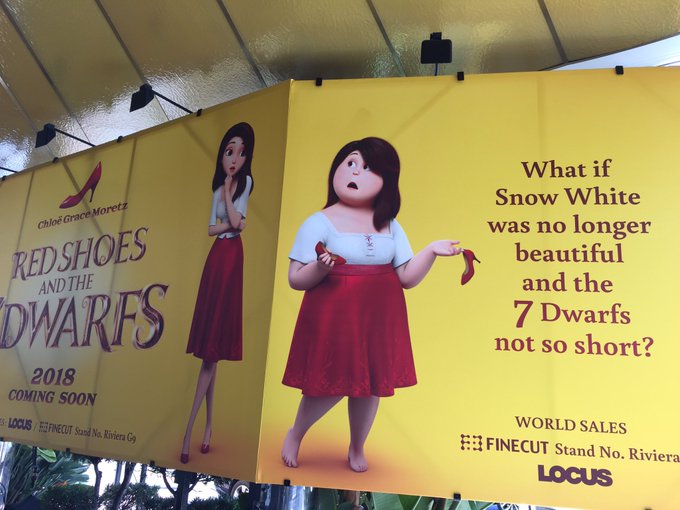 Chloë Grace Moretz
RED SHOES
AND THE
7DWARFS
2018
COMING SOON
LOCUS / FINECUT Stand No. Riviera G9
What if
Snow White
was no longer
beautiful
and the
7 Dwarfs
not so short?
WORLD SALES
FINECUT Stand No. Riviera
LOCUS